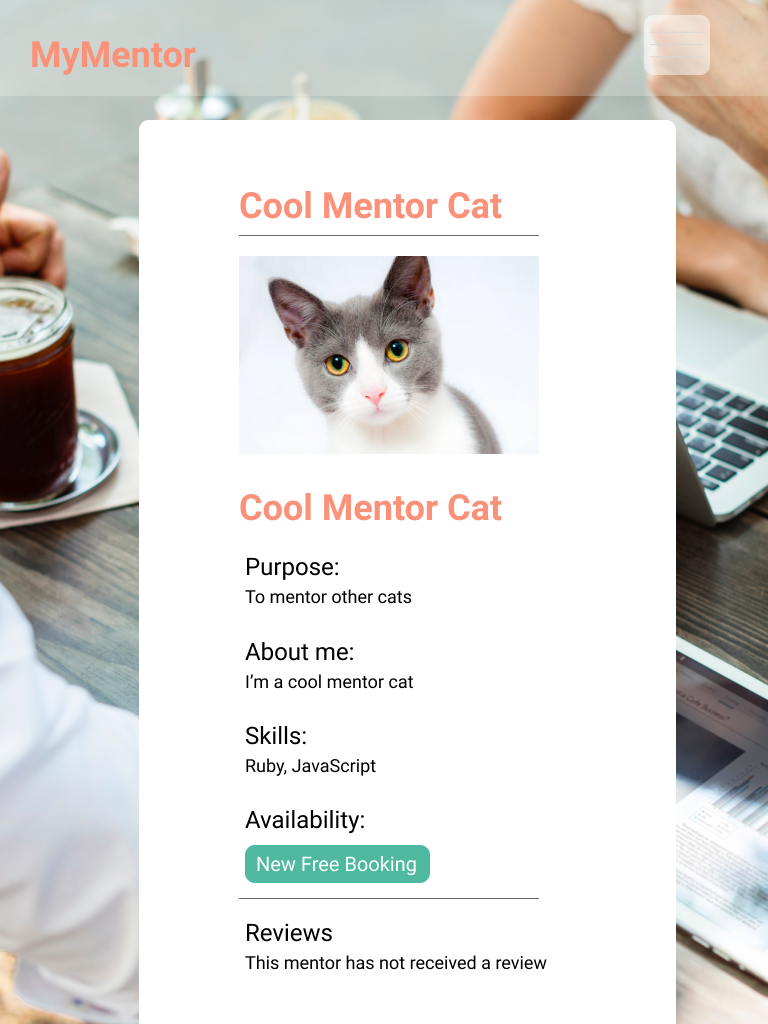 MyMentor
Cool Mentor Cat
Cool Mentor Cat
Purpose:
To mentor other cats
About me:
I’m a cool mentor cat
Skills:
Ruby, JavaScript
Availability:
New Free Booking
Reviews
This mentor has not received a review